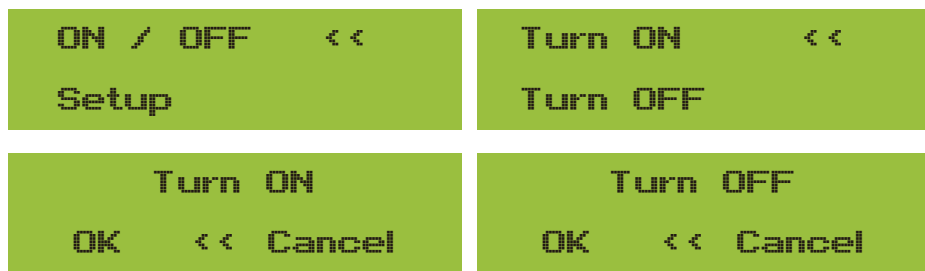 ON / OFF <<
Setup
Turn ON <<
Turn OFF
Turn ON
OK << Cancel
Turn OFF
OK << Cancel